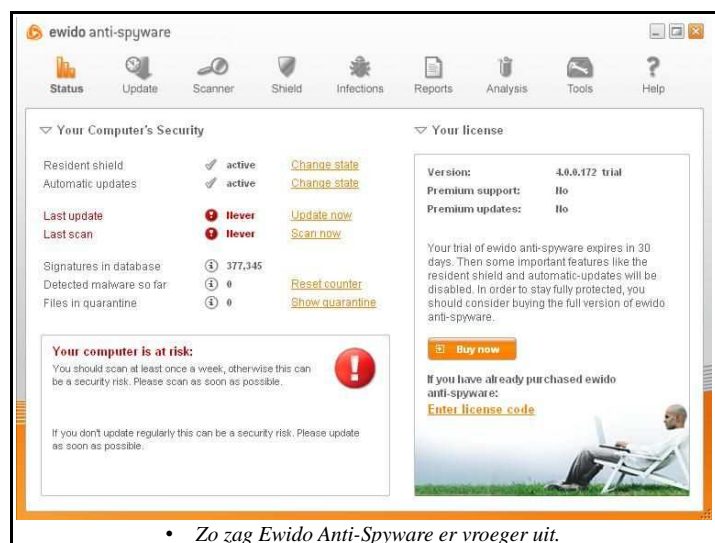 ewido anti-spyware
Status Update Scanner Shield Infections Reports Analysis Tools Help
Your Computer's Security
Resident shield active Change state
Automatic updates active Change state
Last update Never Update now
Last scan Never Scan now
Signatures in database 377,345
Detected malware so far 0 Reset counter
Files in quarantine 0 Show quarantine
Your computer is at risk:
You should scan at least once a week, otherwise this can
be a security risk. Please scan as soon as possible.
If you don't update regularly this can be a security risk. Please update
as soon as possible.
Your license
Version: 4.0.0.172 trial
Premium support: No
Premium updates: No
Your trial of ewido anti-spyware expires in 30
days. Then some important features like the
resident shield and automatic-updates will be
disabled. In order to stay fully protected, you
should consider buying the full version of ewido
anti-spyware.
Buy now
If you have already purchased ewido
anti-spyware:
Enter license code
• Zo zag Ewido Anti-Spyware er vroeger uit.